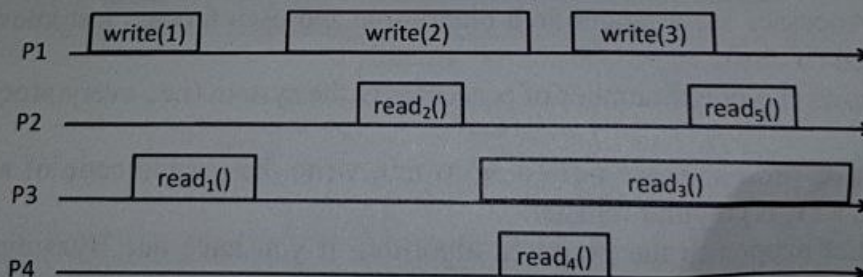 P1 write(1) write(2) write(3)
P2 read₂() read₅()
P3 read₁() read₃()
P4 read₄()